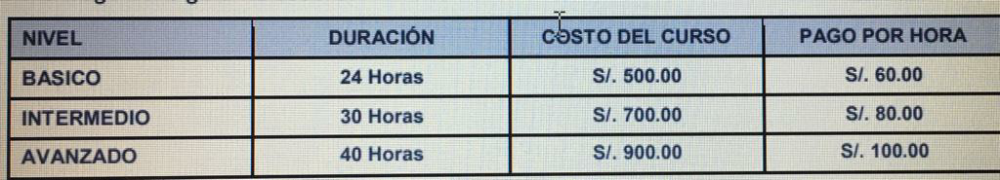 NIVEL DURACIÓN COSTO DEL CURSO PAGO POR HORA
BASICO 24 Horas S/. 500.00 S/. 60.00
INTERMEDIO 30 Horas S/. 700.00 S/. 80.00
AVANZADO 40 Horas S/. 900.00 S/. 100.00